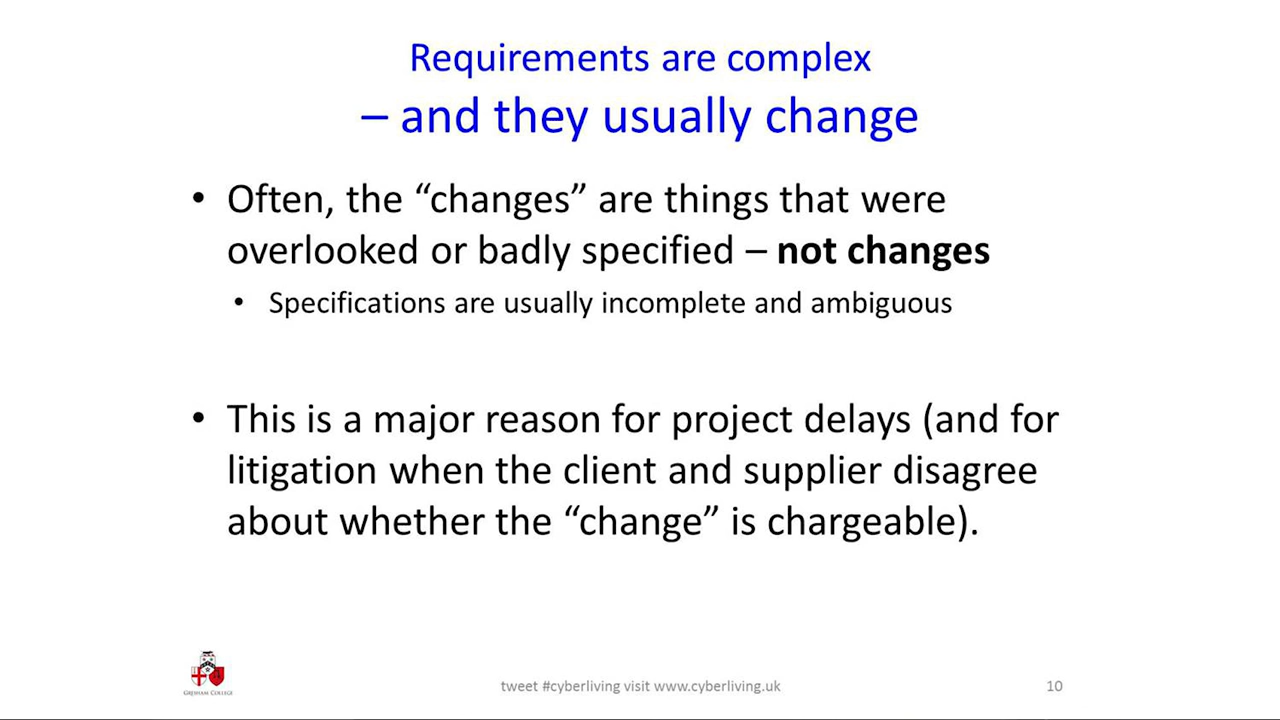 Requirements are complex
– and they usually change
• Often, the “changes” are things that were
overlooked or badly specified – not changes
• Specifications are usually incomplete and ambiguous
• This is a major reason for project delays (and for
litigation when the client and supplier disagree
about whether the “change” is chargeable).
GRESHAM COLLEGE
tweet #cyberliving visit www.cyberliving.uk
10